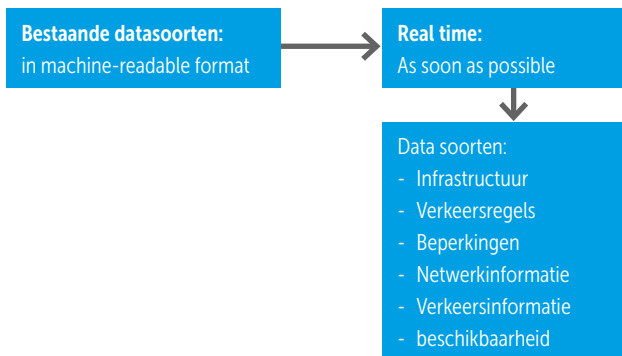 Bestaande datasoorten:
in machine-readable format
Real time:
As soon as possible
Data soorten:
- Infrastructuur
- Verkeersregels
- Beperkingen
- Netwerkinformatie
- Verkeersinformatie
- beschikbaarheid